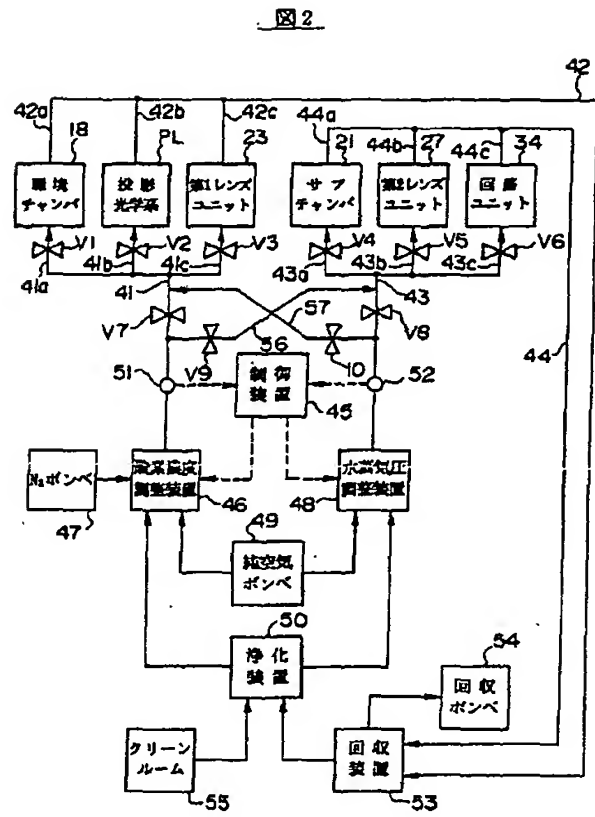 図2
42
42a
42b
42c
44a
44b
44c
18
PL
23
21
27
34
環境
チャンバ
投影
光学系
第1レンズ
ユニット
サブ
チャンバ
第2レンズ
ユニット
回路
ユニット
V1
V2
V3
V4
V5
V6
41a
41b
41c
43a
43b
43c
41
43
V7
57
V8
56
44
V9
10
51
制御
装置
52
45
N₂ボンベ
酸素濃度
調整装置
水蒸気圧
調整装置
47
46
48
49
純空気
ボンベ
50
浄化
装置
54
回収
ボンベ
クリーン
ルーム
回収
装置
55
53